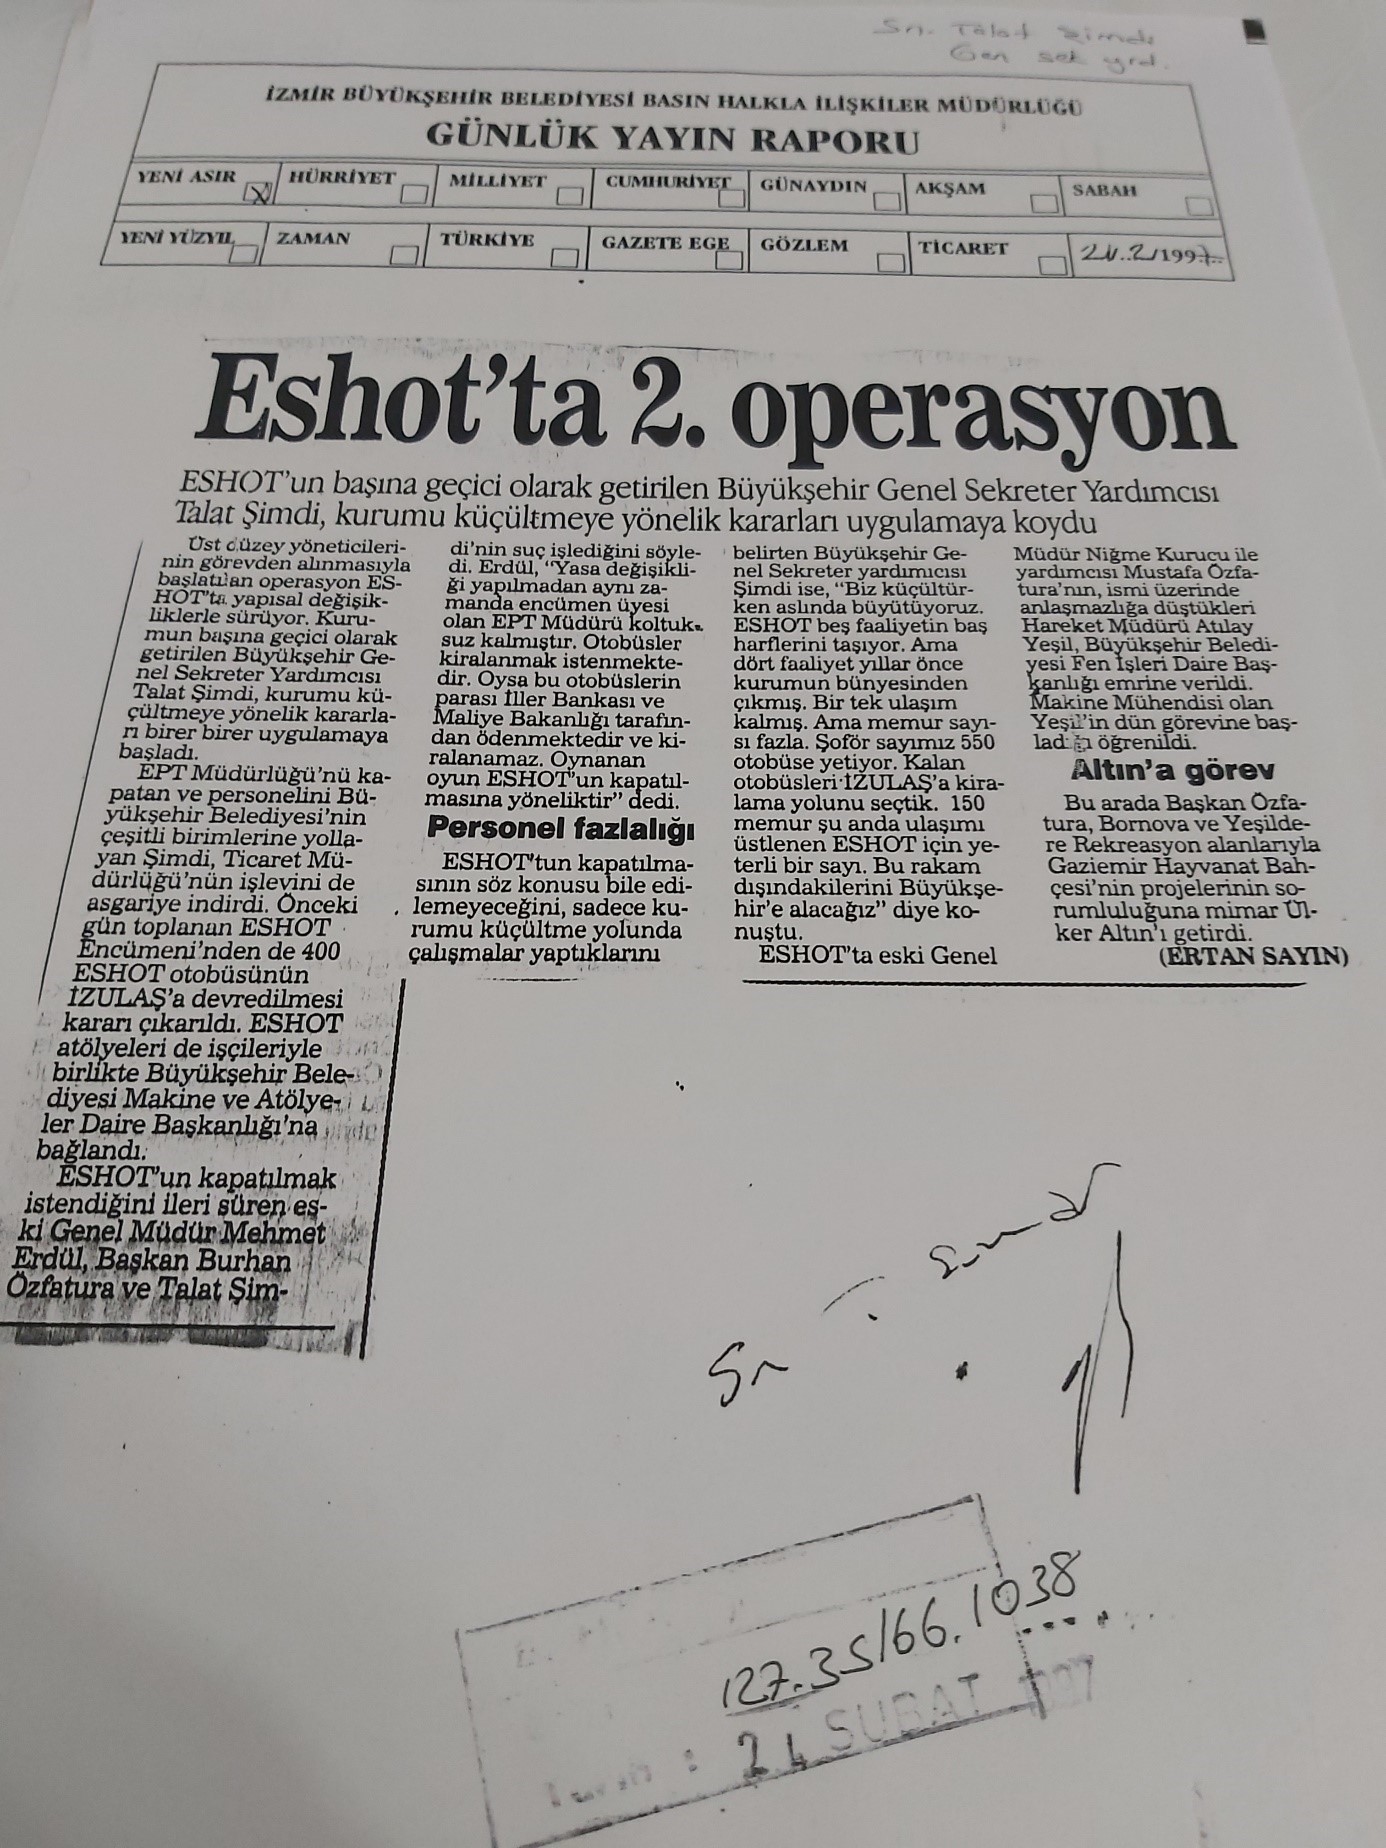 Sn. Talat Şimdi
Gen sek yrd.
İZMİR BÜYÜKŞEHİR BELEDİYESİ BASIN HALKLA İLİŞKİLER MÜDÜRLÜĞÜ
GÜNLÜK YAYIN RAPORU
YENİ ASIR HÜRRİYET MİLLİYET CUMHURİYET GÜNAYDIN AKŞAM SABAH
YENİ YÜZYIL ZAMAN TÜRKİYE GAZETE EGE GÖZLEM TİCARET 24.2/1997
Eshot'ta 2. operasyon
ESHOT'un başına geçici olarak getirilen Büyükşehir Genel Sekreter Yardımcısı
Talat Şimdi, kurumu küçültmeye yönelik kararları uygulamaya koydu
Üst düzey yöneticileri-
nin görevden alınmasıyla
başlatılan operasyon ES-
HOT'ta yapısal değişik-
liklerle sürüyor. Kuru-
mun başına geçici olarak
getirilen Büyükşehir Ge-
nel Sekreter Yardımcısı
Talat Şimdi, kurumu kü-
çültmeye yönelik kararla-
rı birer birer uygulamaya
başladı.
EPT Müdürlüğü'nü ka-
patan ve personelini Bü-
yükşehir Belediyesi'nin
çeşitli birimlerine yolla-
yan Şimdi, Ticaret Mü-
dürlüğü'nün işlevini de
asgariye indirdi. Önceki
gün toplanan ESHOT
Encümeni'nden de 400
ESHOT otobüsünün
İZULAŞ'a devredilmesi
kararı çıkarıldı. ESHOT
atölyeleri de işçileriyle
birlikte Büyükşehir Bele-
diyesi Makine ve Atölye-
ler Daire Başkanlığı'na
bağlandı.
ESHOT'un kapatılmak
istendiğini ileri süren es-
ki Genel Müdür Mehmet
Erdül, Başkan Burhan
Özfatura ve Talat Şim-
di'nin suç işlediğini söyle-
di. Erdül, "Yasa değişikli-
ği yapılmadan aynı za-
manda encümen üyesi
olan EPT Müdürü koltuk-
suz kalmıştır. Otobüsler
kiralanmak istenmekte-
dir. Oysa bu otobüslerin
parası İller Bankası ve
Maliye Bakanlığı tarafın-
dan ödenmektedir ve ki-
ralanamaz. Oynanan
oyun ESHOT'un kapatıl-
masına yöneliktir" dedi.
Personel fazlalığı
ESHOT'tun kapatılma-
sının söz konusu bile edi-
lemeyeceğini, sadece ku-
rumu küçültme yolunda
çalışmalar yaptıklarını
belirten Büyükşehir Ge-
nel Sekreter yardımıcısı
Şimdi ise, "Biz küçültür-
ken aslında büyütüyoruz.
ESHOT beş faaliyetin baş
harflerini taşıyor. Ama
dört faaliyet yıllar önce
kurumun bünyesinden
çıkmış. Bir tek ulaşım
kalmış. Ama memur sayı-
sı fazla. Şoför sayımız 550
otobüse yetiyor. Kalan
otobüsleri İZULAŞ'a kira-
lama yolunu seçtik. 150
memur şu anda ulaşımı
üstlenen ESHOT için ye-
terli bir sayı. Bu rakam
dışındakilerini Büyükşe-
hir'e alacağız" diye ko-
nuştu.
ESHOT'ta eski Genel
Müdür Niğme Kurucu ile
yardımcısı Mustafa Özfa-
tura'nın, ismi üzerinde
anlaşmazlığa düştükleri
Hareket Müdürü Atılay
Yeşil, Büyükşehir Beledi-
yesi Fen İşleri Daire Baş-
kanlığı emrine verildi.
Makine Mühendisi olan
Yeşil'in dün görevine baş-
ladığı öğrenildi.
Altın'a görev
Bu arada Başkan Özfa-
tura, Bornova ve Yeşilde-
re Rekreasyon alanlarıyla
Gaziemir Hayvanat Bah-
çesi'nin projelerinin so-
rumluluğuna mimar Ül-
ker Altın'ı getirdi.
(ERTAN SAYIN)
Sn
127.35/66.1038
24 ŞUBAT 1997